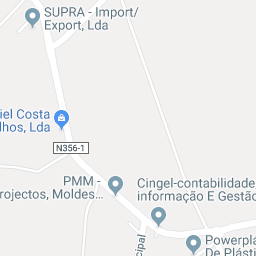 SUPRA - Import/
Export, Lda
iel Costa
lhos, Lda
N356-1
PMM -
rojectos, Moldes...
Cingel-contabilidade,
informação E Gestão
cipal
Powerpla
De Plásti